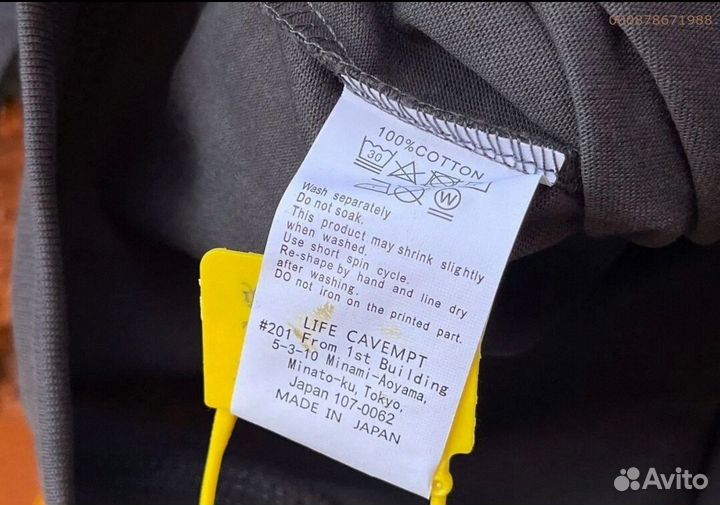 000878671988
100%COTTON
30
W
Wash separately
Do not soak.
This product may shrink slightly
when washed.
Use short spin cycle.
Re-shape by hand and line dry
after washing.
DO not iron on the printed part.
LIFE CAVEMPT
#201 From 1st Building
5-3-10 Minami-Aoyama,
Minato-ku, Tokyo,
Japan 107-0062
MADE IN JAPAN
Avito